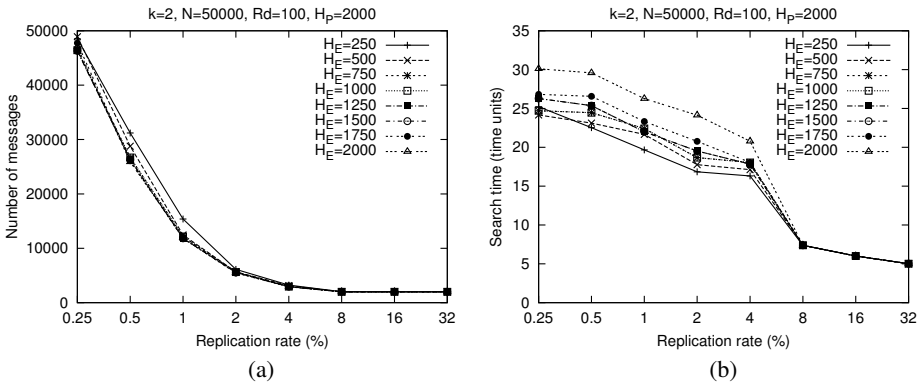 k=2, N=50000, Rd=100, H_P=2000
50000
40000
30000
20000
10000
0
Number of messages
H_E=250
H_E=500
H_E=750
H_E=1000
H_E=1250
H_E=1500
H_E=1750
H_E=2000
0.25 0.5 1 2 4 8 16 32
Replication rate (%)
(a)
k=2, N=50000, Rd=100, H_P=2000
35
30
25
20
15
10
5
0
Search time (time units)
H_E=250
H_E=500
H_E=750
H_E=1000
H_E=1250
H_E=1500
H_E=1750
H_E=2000
0.25 0.5 1 2 4 8 16 32
Replication rate (%)
(b)